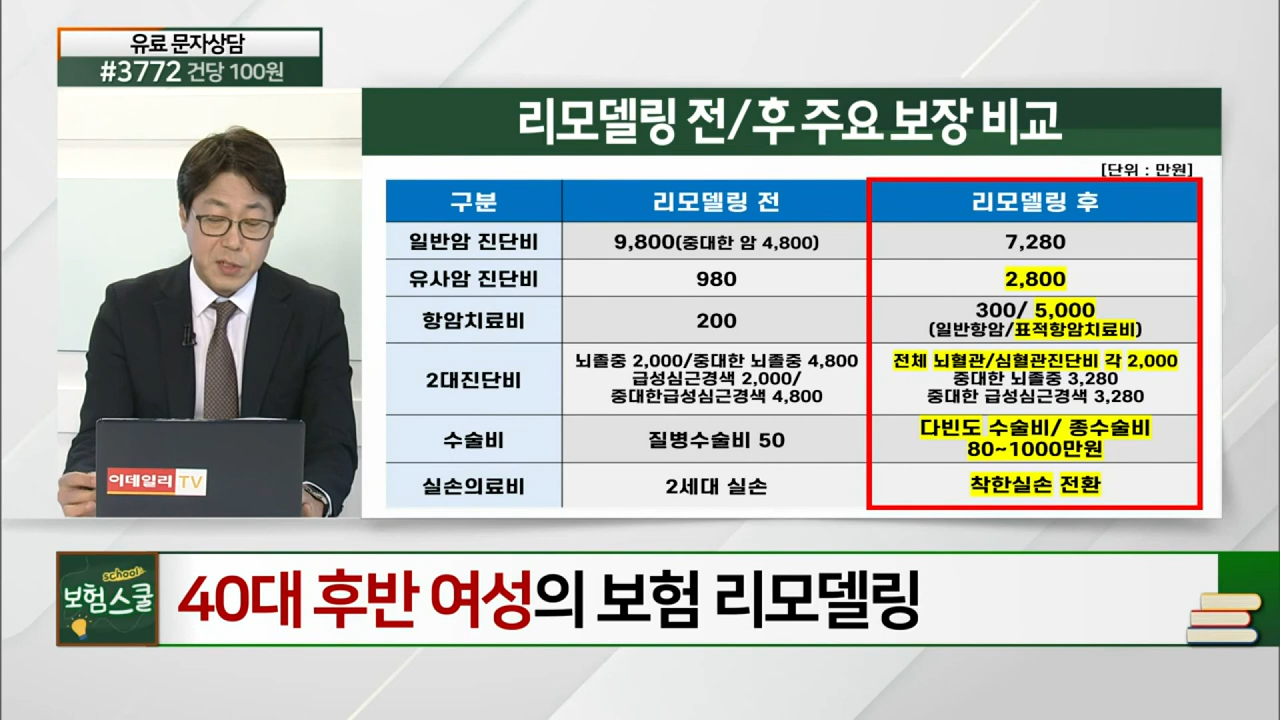 유료 문자상담
#3772 건당 100원
리모델링 전/후 주요 보장 비교
[단위 : 만원]
구분 리모델링 전 리모델링 후
일반암 진단비 9,800(중대한 암 4,800) 7,280
유사암 진단비 980 2,800
항암치료비 200 300/ 5,000
(일반항암/표적항암치료비)
2대진단비 뇌졸중 2,000/중대한 뇌졸중 4,800
급성심근경색 2,000/
중대한급성심근경색 4,800
전체 뇌혈관/심혈관진단비 각 2,000
중대한 뇌졸중 3,280
중대한 급성심근경색 3,280
수술비 질병수술비 50 다빈도 수술비/ 종수술비
80~1000만원
실손의료비 2세대 실손 착한실손 전환
이데일리 TV
school
보험스쿨
40대 후반 여성의 보험 리모델링